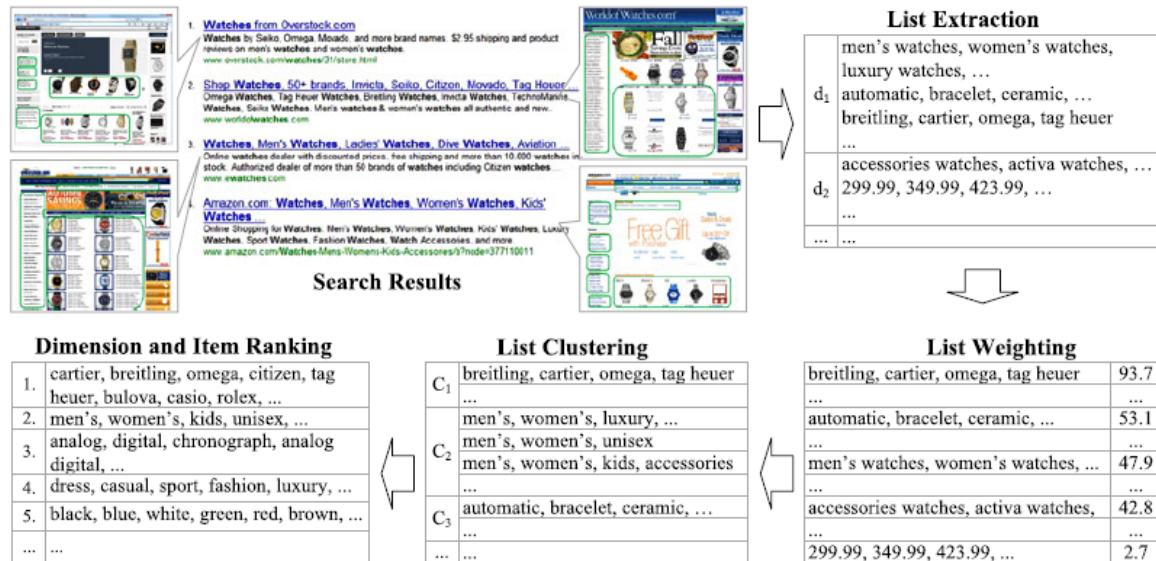 1. Watches from Overstock.com
Watches by Seiko, Omega, Movado, and more brand names. $2.95 shipping and product
reviews on men's watches and women's watches.
www.overstock.com/watches/31/store.html
2. Shop Watches, 50+ brands, Invicta, Seiko, Citizen, Movado, Tag Heuer ...
Omega Watches, Tag Heuer Watches, Breitling Watches, Invicta Watches, TechnoMarine
Watches, Seiko Watches. Men's watches & women's watches all authentic and new..
www.worldofwatches.com
3. Watches, Men's Watches, Ladies' Watches, Dive Watches, Aviation ...
Online watches dealer with discounted prices, free shipping and more than 10,000 watches in
stock. Authorized dealer of more than 50 brands of watches including Citizen watches ...
www.ewatches.com
Amazon.com: Watches, Men's Watches, Women's Watches, Kids'
Watches ...
Online Shopping for Watches, Men's Watches, Women's Watches, Kids' Watches, Luxury
Watches, Sport Watches, Fashion Watches, Watch Accessories, and more.
www.amazon.com/Watches-Mens-Womens-Kids-Accessories/
Search Results
WorldofWatches.com
Fall
Free Gift
with Purchase
List Extraction
d1
men's watches, women's watches,
luxury watches, …
automatic, bracelet, ceramic, …
breitling, cartier, omega, tag heuer
...
d2
accessories watches, activa watches, …
299.99, 349.99, 423.99, …
...
... ...
List Weighting
breitling, cartier, omega, tag heuer 93.7
... ...
automatic, bracelet, ceramic, ... 53.1
... ...
men's watches, women's watches, ... 47.9
... ...
accessories watches, activa watches, 42.8
... ...
299.99, 349.99, 423.99, ... 2.7
List Clustering
C1 breitling, cartier, omega, tag heuer
...
C2
men's, women's, luxury, ...
men's, women's, unisex
men's, women's, kids, accessories
...
C3 automatic, bracelet, ceramic, …
...
... ...
Dimension and Item Ranking
1. cartier, breitling, omega, citizen, tag
heuer, bulova, casio, rolex, ...
2. men's, women's, kids, unisex, ...
3. analog, digital, chronograph, analog
digital, ...
4. dress, casual, sport, fashion, luxury, ...
5. black, blue, white, green, red, brown, ...
... ...